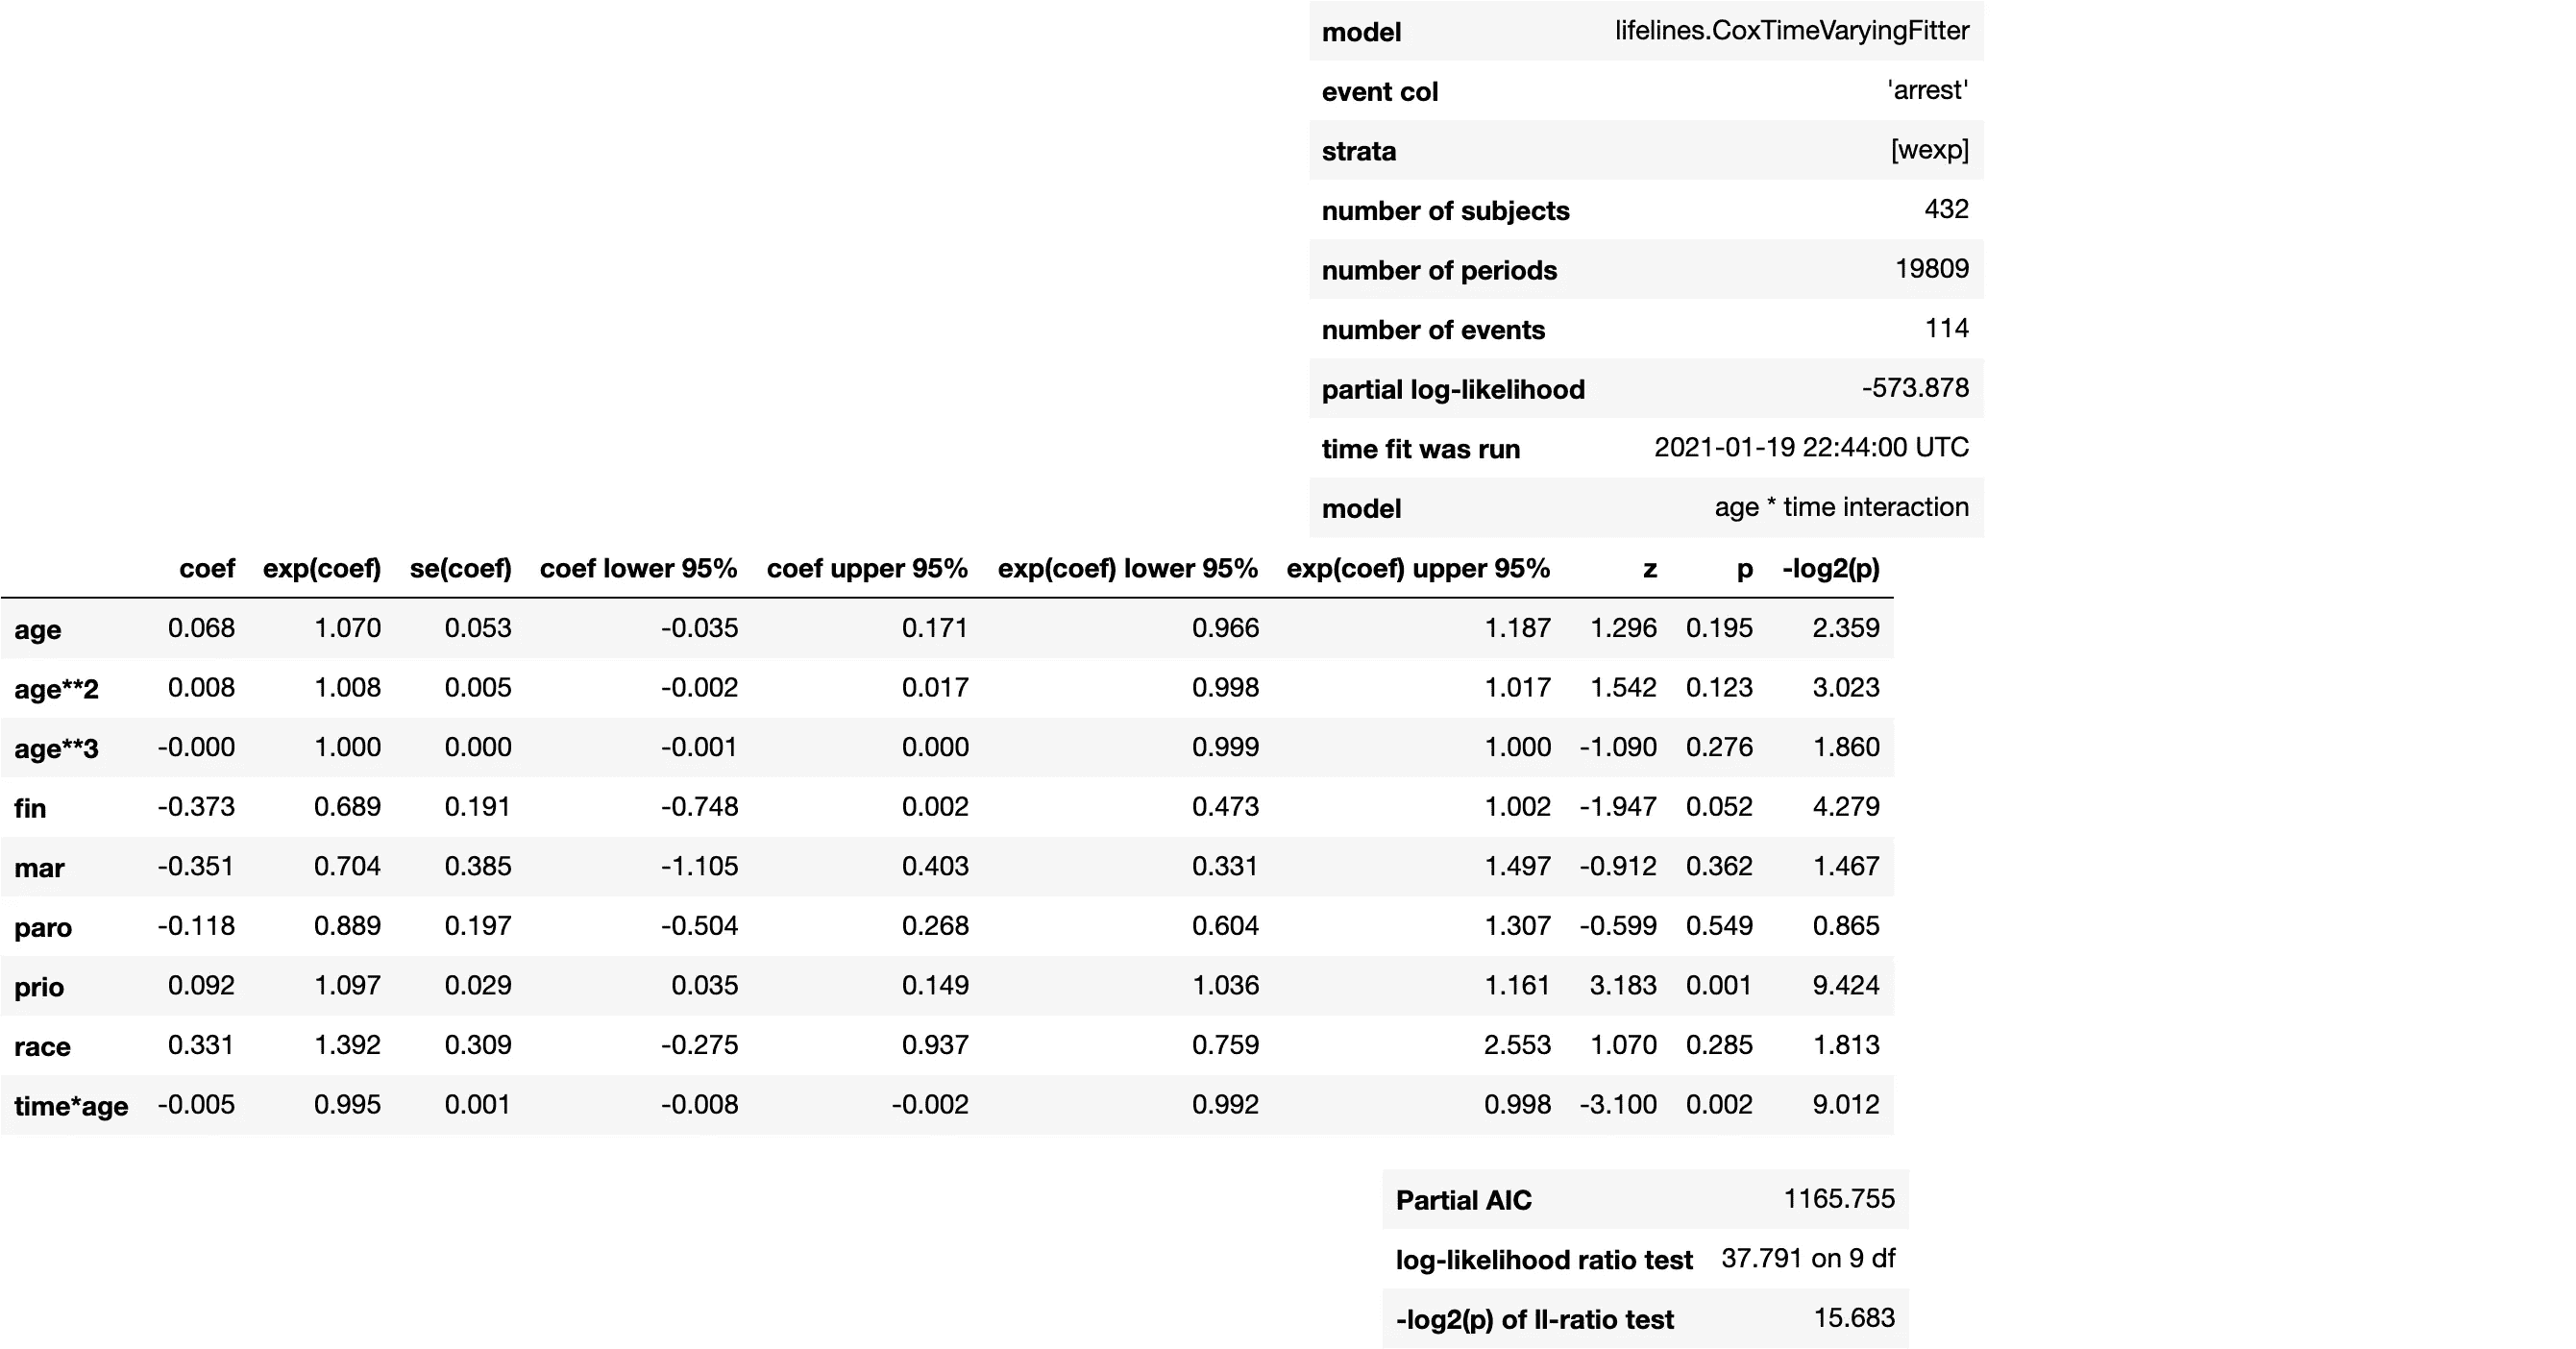 model lifelines.CoxTimeVaryingFitter
event col 'arrest'
strata [wexp]
number of subjects 432
number of periods 19809
number of events 114
partial log-likelihood -573.878
time fit was run 2021-01-19 22:44:00 UTC
model age * time interaction
coef exp(coef) se(coef) coef lower 95% coef upper 95% exp(coef) lower 95% exp(coef) upper 95% z p -log2(p)
age 0.068 1.070 0.053 -0.035 0.171 0.966 1.187 1.296 0.195 2.359
age**2 0.008 1.008 0.005 -0.002 0.017 0.998 1.017 1.542 0.123 3.023
age**3 -0.000 1.000 0.000 -0.001 0.000 0.999 1.000 -1.090 0.276 1.860
fin -0.373 0.689 0.191 -0.748 0.002 0.473 1.002 -1.947 0.052 4.279
mar -0.351 0.704 0.385 -1.105 0.403 0.331 1.497 -0.912 0.362 1.467
paro -0.118 0.889 0.197 -0.504 0.268 0.604 1.307 -0.599 0.549 0.865
prio 0.092 1.097 0.029 0.035 0.149 1.036 1.161 3.183 0.001 9.424
race 0.331 1.392 0.309 -0.275 0.937 0.759 2.553 1.070 0.285 1.813
time*age -0.005 0.995 0.001 -0.008 -0.002 0.992 0.998 -3.100 0.002 9.012
Partial AIC 1165.755
log-likelihood ratio test 37.791 on 9 df
-log2(p) of ll-ratio test 15.683